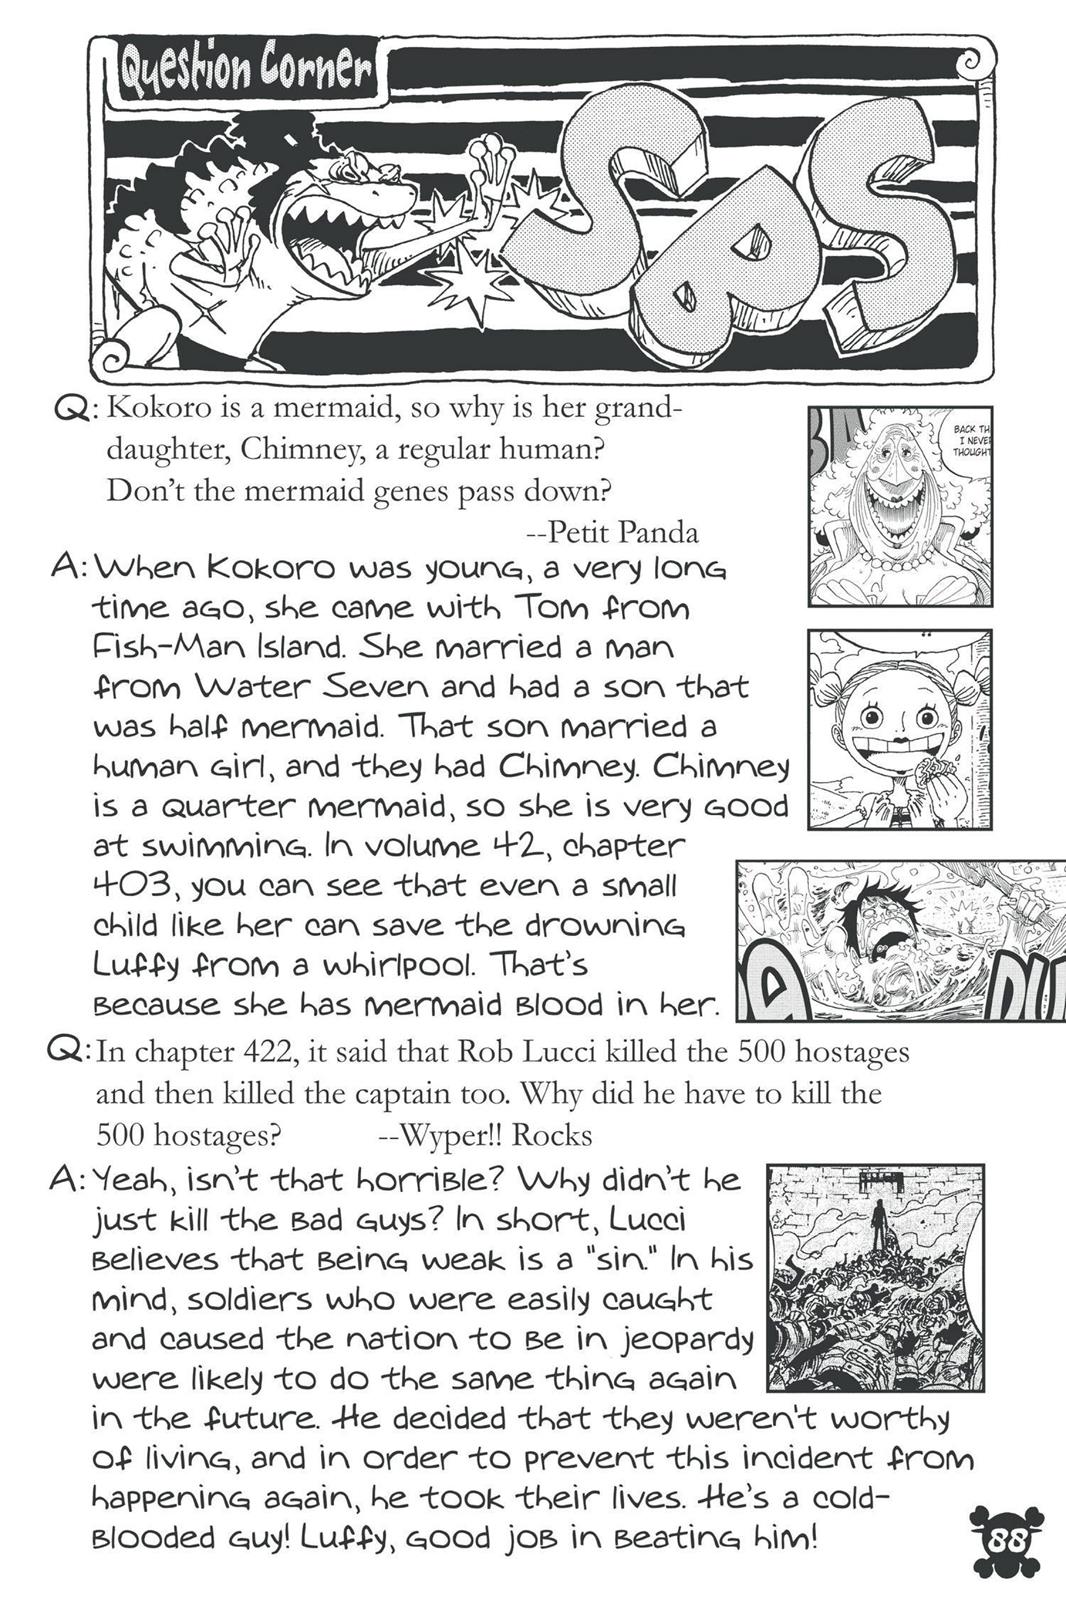 Question Corner
SBS
Q: Kokoro is a mermaid, so why is her grand-
daughter, Chimney, a regular human?
Don't the mermaid genes pass down?
--Petit Panda
BACK TH
I NEVER
THOUGHT
A: When Kokoro was young, a very long
time ago, she came with Tom from
Fish-Man Island. She married a man
from Water Seven and had a son that
was half mermaid. That son married a
human girl, and they had Chimney. Chimney
is a quarter mermaid, so she is very good
at swimming. In volume 42, chapter
403, you can see that even a small
child like her can save the drowning
Luffy from a whirlpool. That's
because she has mermaid blood in her.
Q: In chapter 422, it said that Rob Lucci killed the 500 hostages
and then killed the captain too. Why did he have to kill the
500 hostages? --Wyper!! Rocks
A: Yeah, isn't that horrible? Why didn't he
just kill the bad guys? In short, Lucci
believes that being weak is a "sin." In his
mind, soldiers who were easily caught
and caused the nation to be in jeopardy
were likely to do the same thing again
in the future. He decided that they weren't worthy
of living, and in order to prevent this incident from
happening again, he took their lives. He's a cold-
blooded guy! Luffy, good job in beating him!
88